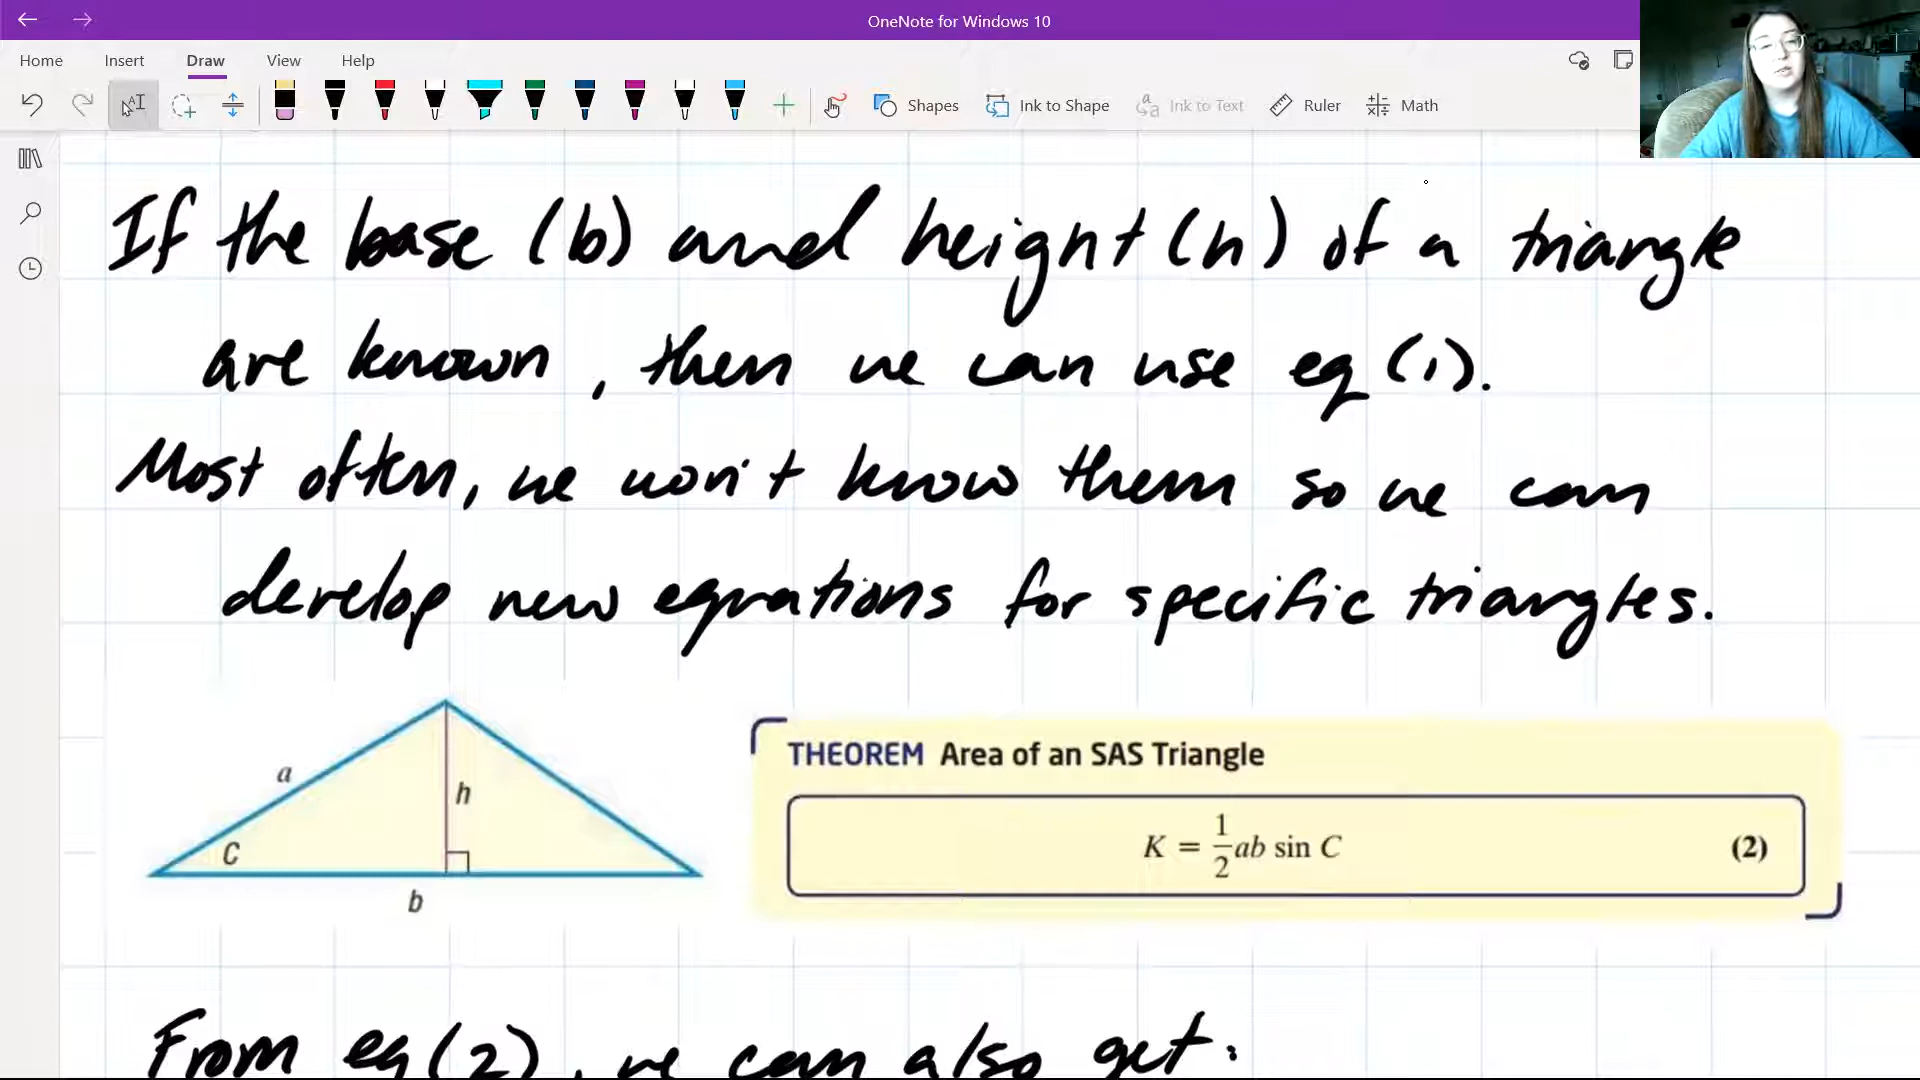 OneNote for Windows 10
Home Insert Draw View Help
Shapes Ink to Shape Ink to Text Ruler Math
If the base (b) and height (h) of a triangle
are known, then we can use eq (1).
Most often, we won't know them so we can
develop new equations for specific triangles.
a
h
C
b
THEOREM Area of an SAS Triangle
K = \frac{1}{2}ab sin C (2)
From eq (2), we can also get: